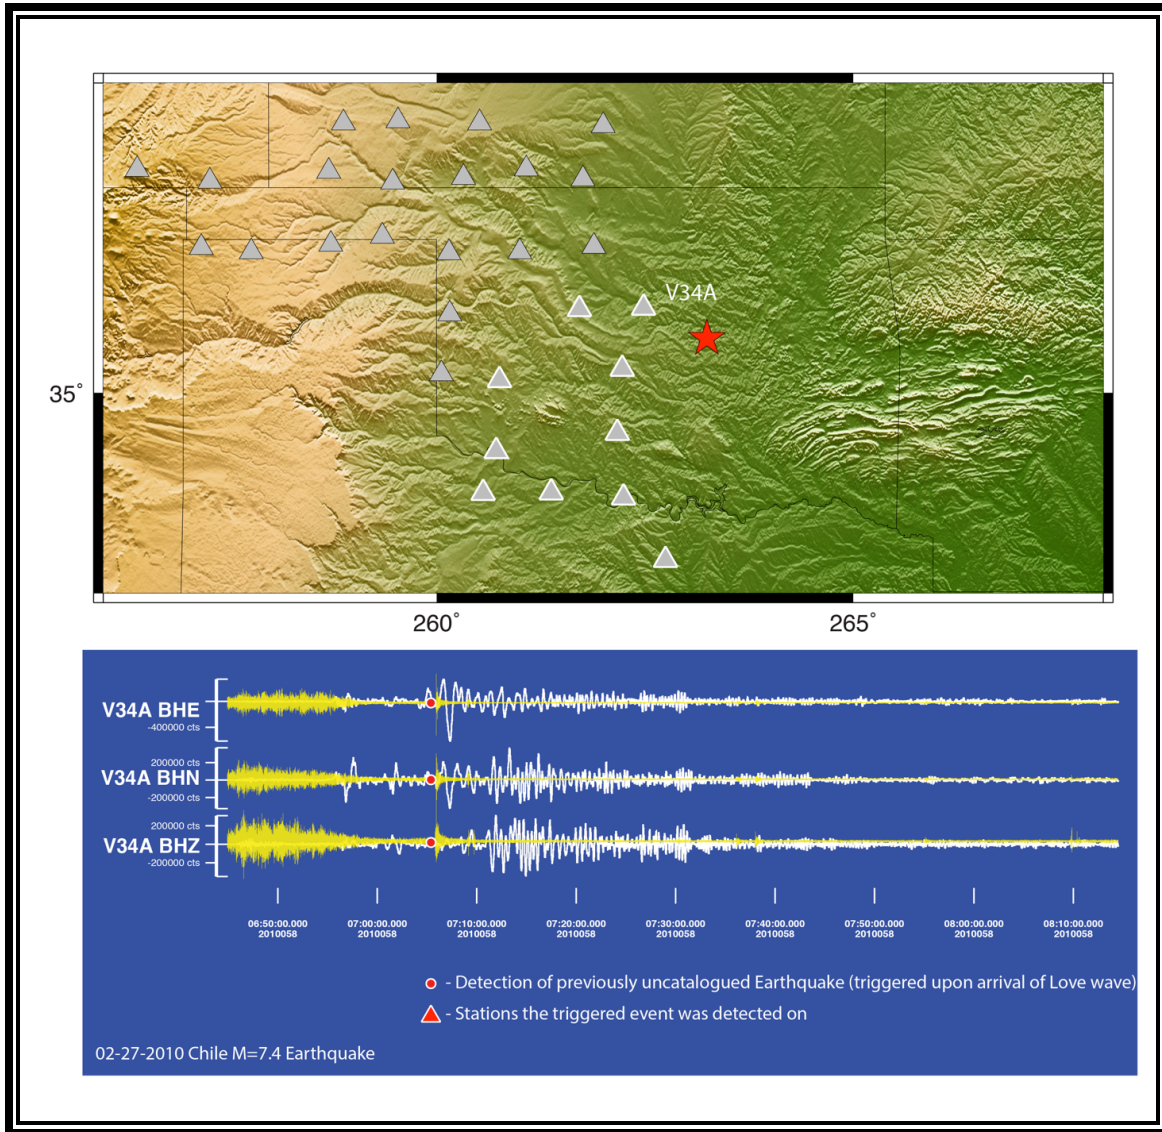 V34A
35°
260°
265°
V34A BHE
-400000 cts
200000 cts
V34A BHN
-200000 cts
200000 cts
V34A BHZ
-200000 cts
06:50:00.000 07:00:00.000 07:10:00.000 07:20:00.000 07:30:00.000 07:40:00.000 07:50:00.000 08:00:00.000 08:10:00.000
2010058 2010058 2010058 2010058 2010058 2010058 2010058 2010058 2010058
- Detection of previously uncatalogued Earthquake (triggered upon arrival of Love wave)
- Stations the triggered event was detected on
02-27-2010 Chile M=7.4 Earthquake